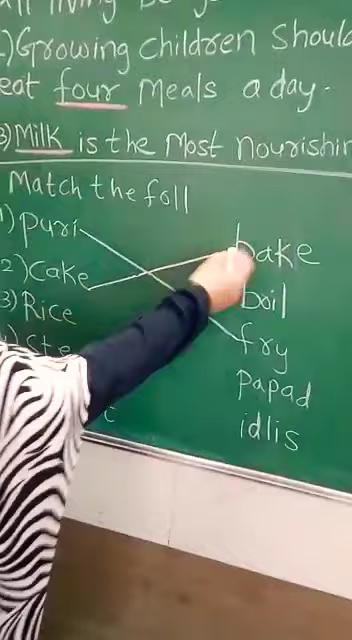 2) Growing children should
eat four Meals a day.
3) Milk is the Most nourishin
Match the foll
1) puri bake
2) Cake boil
3) Rice fry
papad
idlis